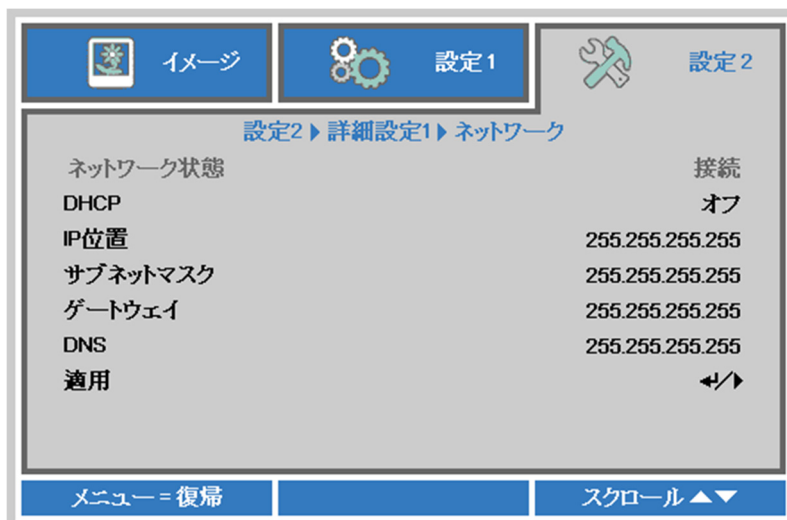 イメージ 設定1 設定2
設定2 ▶ 詳細設定1 ▶ ネットワーク
ネットワーク状態 接続
DHCP オフ
IP位置 255.255.255.255
サブネットマスク 255.255.255.255
ゲートウェイ 255.255.255.255
DNS 255.255.255.255
適用 ↵/▶
メニュー = 復帰 スクロール ▲▼